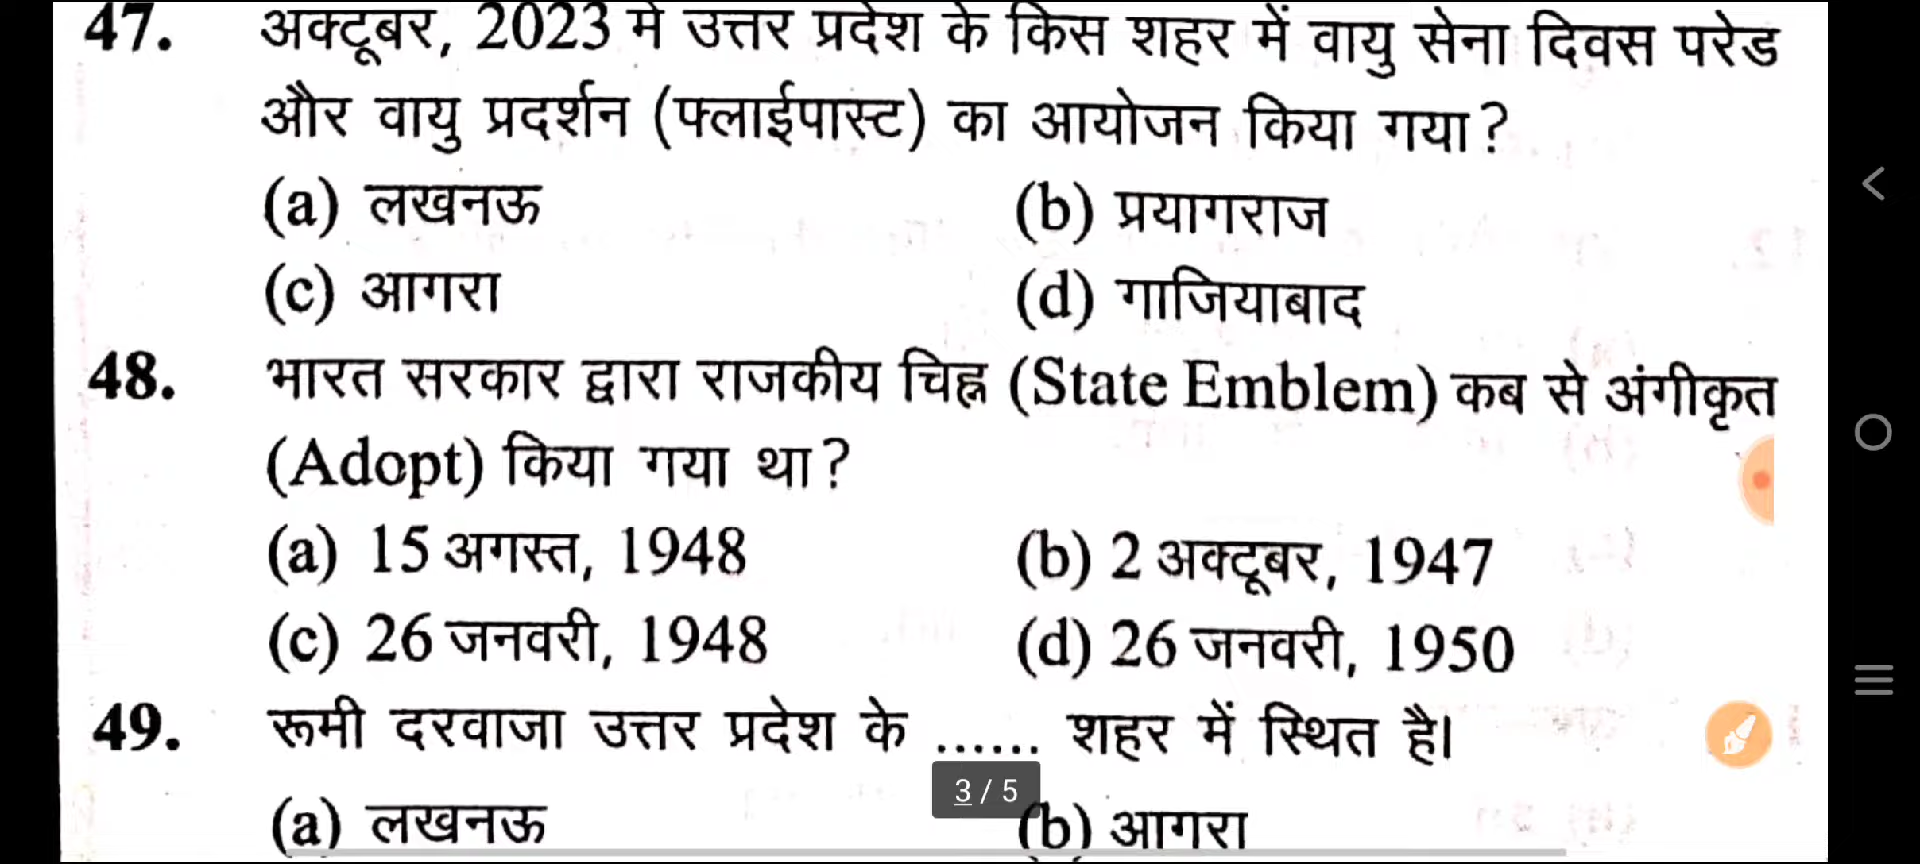 47. अक्टूबर, 2023 में उत्तर प्रदेश के किस शहर में वायु सेना दिवस परेड
और वायु प्रदर्शन (फ्लाईपास्ट) का आयोजन किया गया?
(a) लखनऊ (b) प्रयागराज
(c) आगरा (d) गाजियाबाद
48. भारत सरकार द्वारा राजकीय चिह्न (State Emblem) कब से अंगीकृत
(Adopt) किया गया था?
(a) 15 अगस्त, 1948 (b) 2 अक्टूबर, 1947
(c) 26 जनवरी, 1948 (d) 26 जनवरी, 1950
49. रूमी दरवाजा उत्तर प्रदेश के ...... शहर में स्थित है।
3 / 5
(a) लखनऊ (b) आगरा